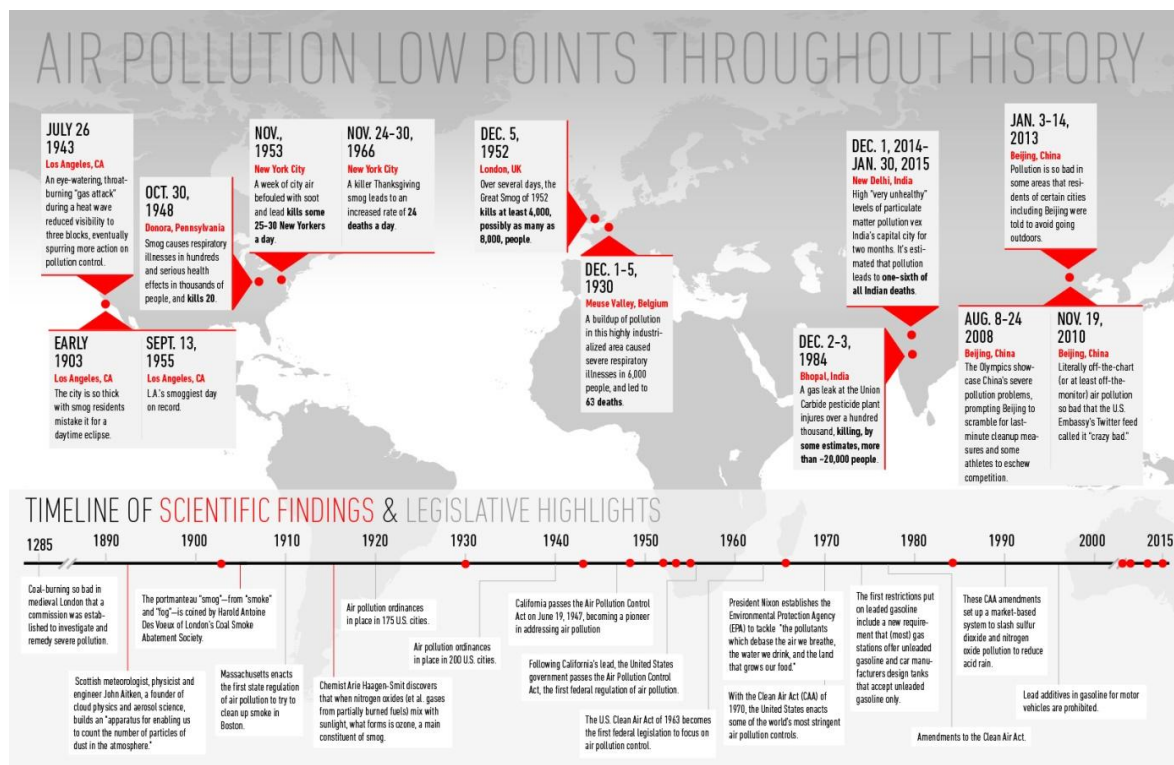 AIR POLLUTION LOW POINTS THROUGHOUT HISTORY
JULY 26
1943
Los Angeles, CA
An eye-watering, throat-
burning "gas attack"
during a heat wave
reduced visibility to
three blocks, eventually
spurring more action on
pollution control.
OCT. 30,
1948
Donora, Pennsylvania
Smog causes respiratory
illnesses in hundreds
and serious health
effects in thousands of
people, and kills 20.
NOV.,
1953
New York City
A week of city air
befouled with soot
and lead kills some
25-30 New Yorkers
a day.
NOV. 24-30,
1966
New York City
A killer Thanksgiving
smog leads to an
increased rate of 24
deaths a day.
DEC. 5,
1952
London, UK
Over several days, the
Great Smog of 1952
kills at least 4,000,
possibly as many as
8,000, people.
DEC. 1-5,
1930
Meuse Valley, Belgium
A buildup of pollution
in this highly industri-
alized area caused
severe respiratory
illnesses in 6,000
people, and led to
63 deaths.
DEC. 1, 2014-
JAN. 30, 2015
New Delhi, India
High "very unhealthy"
levels of particulate
matter pollution vex
India's capital city for
two months. It's esti-
mated that pollution
leads to one-sixth of
all Indian deaths.
JAN. 3-14,
2013
Beijing, China
Pollution is so bad in
some areas that resi-
dents of certain cities
including Beijing were
told to avoid going
outdoors.
EARLY
1903
Los Angeles, CA
The city is so thick
with smog residents
mistake it for a
daytime eclipse.
SEPT. 13,
1955
Los Angeles, CA
L.A.'s smoggiest day
on record.
DEC. 2-3,
1984
Bhopal, India
A gas leak at the Union
Carbide pesticide plant
injures over a hundred
thousand, killing, by
some estimates, more
than ~20,000 people.
AUG. 8-24
2008
Beijing, China
The Olympics show-
case China's severe
pollution problems,
prompting Beijing to
scramble for last-
minute cleanup mea-
sures and some
athletes to eschew
competition.
NOV. 19,
2010
Beijing, China
Literally off-the-chart
(or at least off-the-
monitor) air pollution
so bad that the U.S.
Embassy's Twitter feed
called it "crazy bad."
TIMELINE OF SCIENTIFIC FINDINGS & LEGISLATIVE HIGHLIGHTS
1285 1890 1900 1910 1920 1930 1940 1950 1960 1970 1980 1990 2000 2015
Coal-burning so bad in
medieval London that a
commission was estab-
lished to investigate and
remedy severe pollution.
Scottish meteorologist, physicist and
engineer John Aitken, a founder of
cloud physics and aerosol science,
builds an "apparatus for enabling us
to count the number of particles of
dust in the atmosphere."
The portmanteau "smog"—from "smoke"
and "fog"—is coined by Harold Antoine
Des Voeux of London's Coal Smoke
Abatement Society.
Massachusetts enacts
the first state regulation
of air pollution to try to
clean up smoke in
Boston.
Chemist Arie Haagen-Smit discovers
that when nitrogen oxides (et al. gases
from partially burned fuels) mix with
sunlight, what forms is ozone, a main
constituent of smog.
Air pollution ordinances
in place in 175 U.S. cities.
Air pollution ordinances
in place in 200 U.S. cities.
California passes the Air Pollution Control
Act on June 19, 1947, becoming a pioneer
in addressing air pollution
Following California's lead, the United States
government passes the Air Pollution Control
Act, the first federal regulation of air pollution.
The U.S. Clean Air Act of 1963 becomes
the first federal legislation to focus on
air pollution control.
President Nixon establishes the
Environmental Protection Agency
(EPA) to tackle "the pollutants
which debase the air we breathe,
the water we drink, and the land
that grows our food."
With the Clean Air Act (CAA) of
1970, the United States enacts
some of the world's most stringent
air pollution controls.
The first restrictions put
on leaded gasoline
include a new require-
ment that (most) gas
stations offer unleaded
gasoline and car manu-
facturers design tanks
that accept unleaded
gasoline only.
Amendments to the Clean Air Act.
These CAA amendments
set up a market-based
system to slash sulfur
dioxide and nitrogen
oxide pollution to reduce
acid rain.
Lead additives in gasoline for motor
vehicles are prohibited.